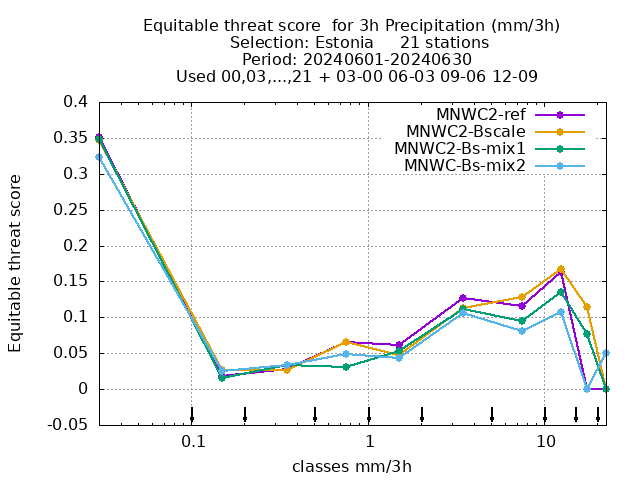 Equitable threat score  for 3h Precipitation (mm/3h)
Selection: Estonia     21 stations
Period: 20240601-20240630
Used 00,03,...,21 + 03-00 06-03 09-06 12-09
MNWC2-ref
MNWC2-Bscale
MNWC2-Bs-mix1
MNWC-Bs-mix2
Equitable threat score
0.4
0.35
0.3
0.25
0.2
0.15
0.1
0.05
0
-0.05
0.1 1 10
classes mm/3h